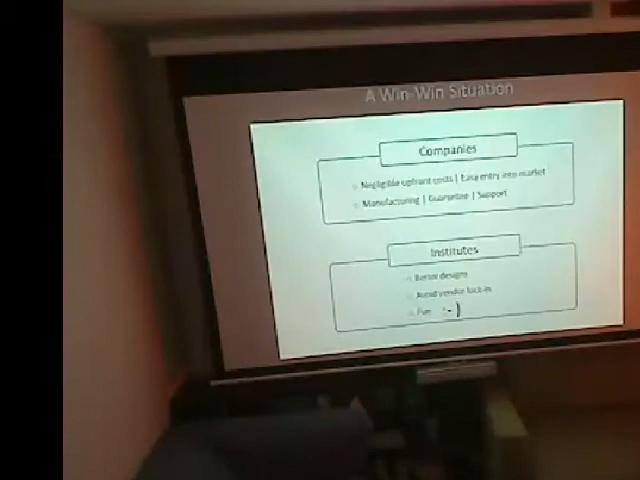 A Win-Win Situation
Companies
Negligible upfront costs | Easy entry into market
Manufacturing | Guarantee | Support
Institutes
Better designs
Avoid vendor lock-in
Fun :-)